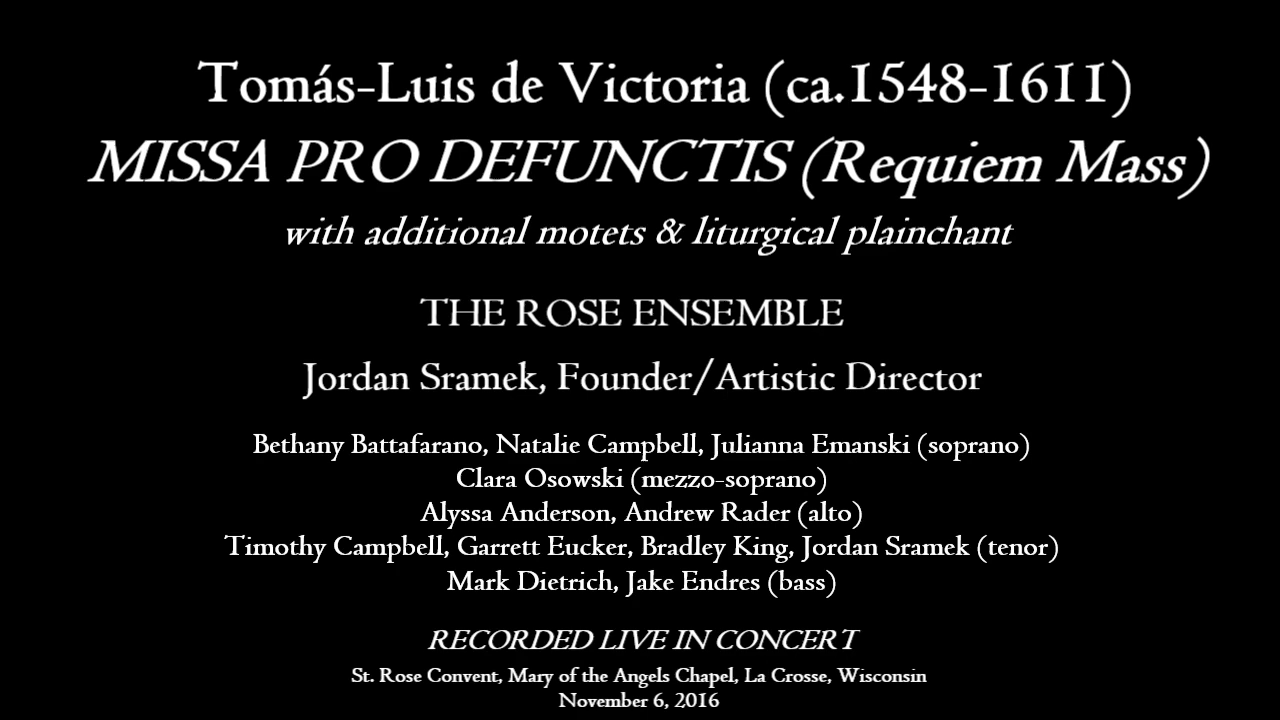 Tomás-Luis de Victoria (ca.1548-1611)
MISSA PRO DEFUNCTIS (Requiem Mass)
with additional motets & liturgical plainchant
THE ROSE ENSEMBLE
Jordan Sramek, Founder/Artistic Director
Bethany Battafarano, Natalie Campbell, Julianna Emanski (soprano)
Clara Osowski (mezzo-soprano)
Alyssa Anderson, Andrew Rader (alto)
Timothy Campbell, Garrett Eucker, Bradley King, Jordan Sramek (tenor)
Mark Dietrich, Jake Endres (bass)
RECORDED LIVE IN CONCERT
St. Rose Convent, Mary of the Angels Chapel, La Crosse, Wisconsin
November 6, 2016